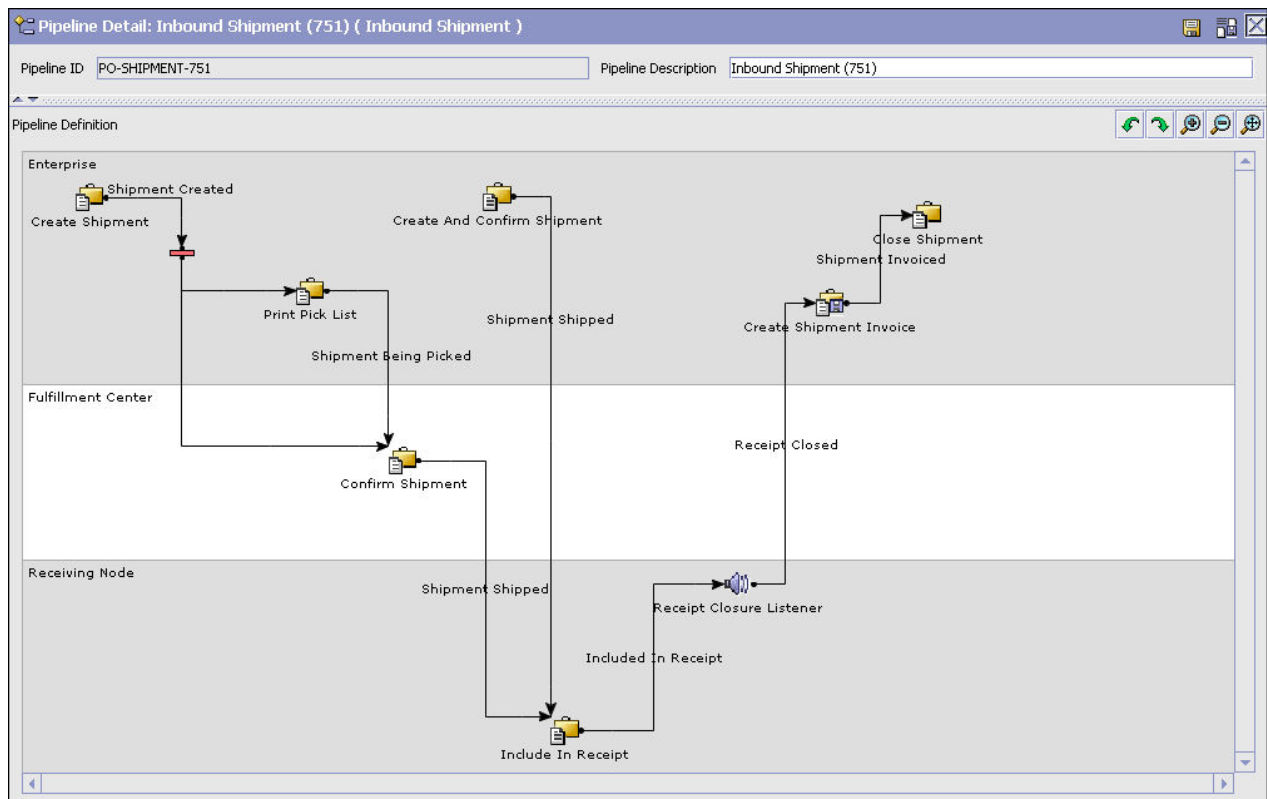 Pipeline Detail: Inbound Shipment (751) ( Inbound Shipment )
Pipeline ID PO-SHIPMENT-751 Pipeline Description Inbound Shipment (751)
Pipeline Definition
Enterprise
Shipment Created
Create Shipment
Create And Confirm Shipment
Close Shipment
Shipment Invoiced
Print Pick List
Shipment Shipped
Create Shipment Invoice
Shipment Being Picked
Fulfillment Center
Receipt Closed
Confirm Shipment
Receiving Node
Shipment Shipped
Receipt Closure Listener
Included In Receipt
Include In Receipt